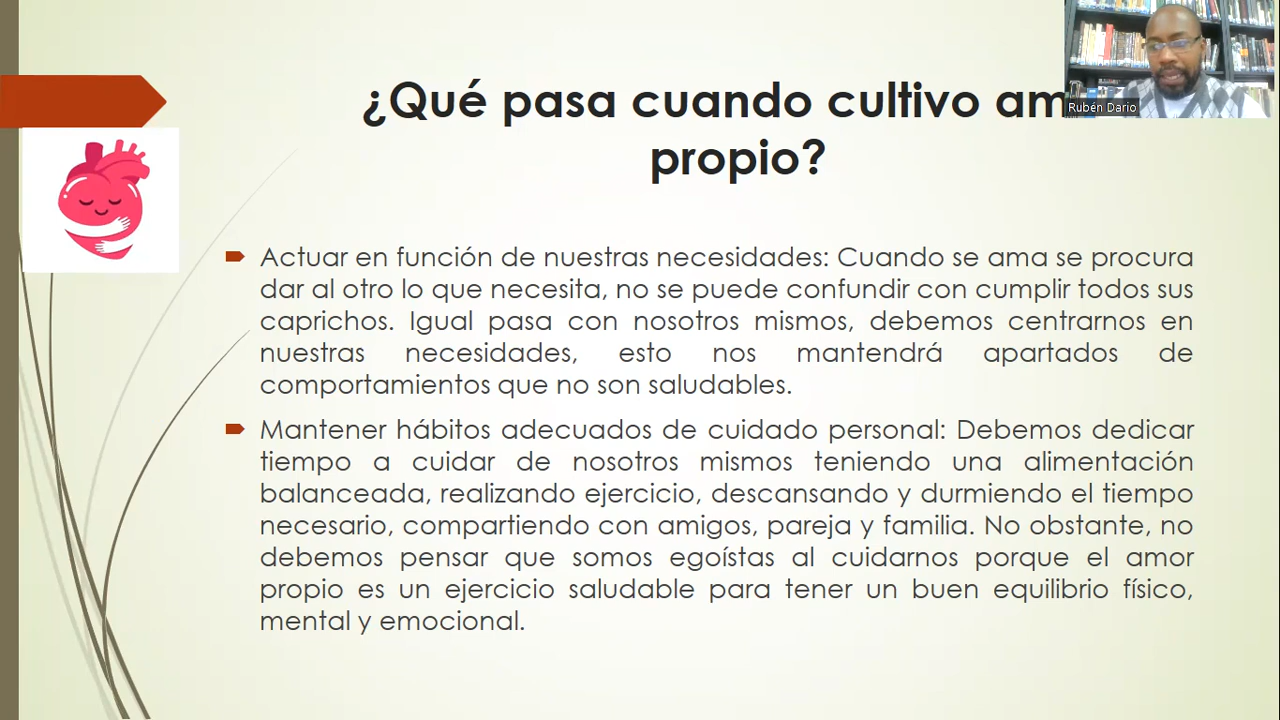 ¿Qué pasa cuando cultivo am
propio?
Rubén Dario
Actuar en función de nuestras necesidades: Cuando se ama se procura
dar al otro lo que necesita, no se puede confundir con cumplir todos sus
caprichos. Igual pasa con nosotros mismos, debemos centrarnos en
nuestras necesidades, esto nos mantendrá apartados de
comportamientos que no son saludables.
Mantener hábitos adecuados de cuidado personal: Debemos dedicar
tiempo a cuidar de nosotros mismos teniendo una alimentación
balanceada, realizando ejercicio, descansando y durmiendo el tiempo
necesario, compartiendo con amigos, pareja y familia. No obstante, no
debemos pensar que somos egoístas al cuidarnos porque el amor
propio es un ejercicio saludable para tener un buen equilibrio físico,
mental y emocional.